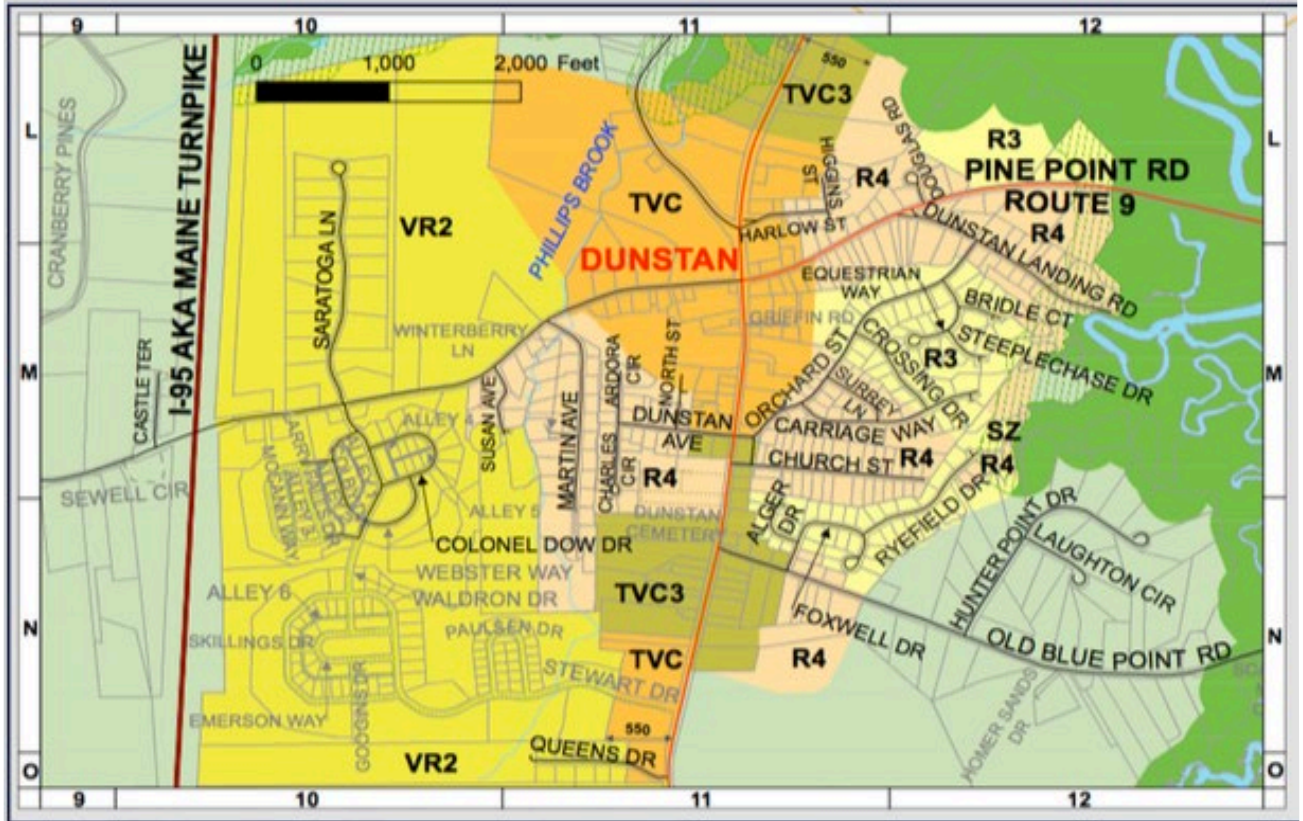 9 10 11 12
L
M
N
O
CRANBERRY PINES
I-95 AKA MAINE TURNPIKE
0 1,000 2,000 Feet
SARATOGA LN
VR2
PHILLIPS BROOK
TVC
DUNSTAN
550
TVC3
HIGGINS ST
DOUGLAS RD
R4
R3
PINE POINT RD
ROUTE 9
R4
HARLOW ST
DUNSTAN LANDING RD
EQUESTRIAN
WAY
BRIDLE CT
STEEPLECHASE DR
GRIFFIN RD
CROSSING DR
R3
SURREY
LN
ORCHARD ST
CARRIAGE WAY
CHURCH ST
R4
SZ
R4
WINTERBERRY
LN
CASTLE TER
SEWELL CIR
SUSAN AVE
MARTIN AVE
ARDORA
CIR
NORTH ST
DUNSTAN
AVE
CHARLES
CIR
R4
DUNSTAN
CEMETERY
ALLEY 4
MCCANN WAY
ALLEY 5
COLONEL DOW DR
WEBSTER WAY
WALDRON DR
ALLEY 6
SKILLINGS DR
PAULSEN DR
EMERSON WAY
GOOGINS DR
STEWART DR
TVC3
TVC
ALGER
DR
RYEFIELD DR
FOXWELL DR
R4
HUNTER POINT DR
LAUGHTON CIR
OLD BLUE POINT RD
HOMER SANDS
DR
550
QUEENS DR
VR2
L
M
N
O
9 10 11 12